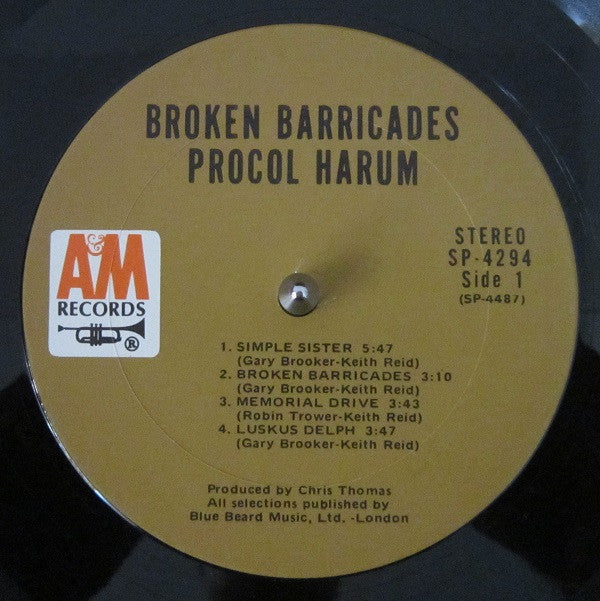 BROKEN BARRICADES
PROCOL HARUM
A&M
RECORDS
®
STEREO
SP-4294
Side 1
(SP-4487)
1. SIMPLE SISTER 5:47
(Gary Brooker-Keith Reid)
2. BROKEN BARRICADES 3:10
(Gary Brooker-Keith Reid)
3. MEMORIAL DRIVE 3:43
(Robin Trower-Keith Reid)
4. LUSKUS DELPH 3:47
(Gary Brooker-Keith Reid)
Produced by Chris Thomas
All selections published by
Blue Beard Music, Ltd. -London